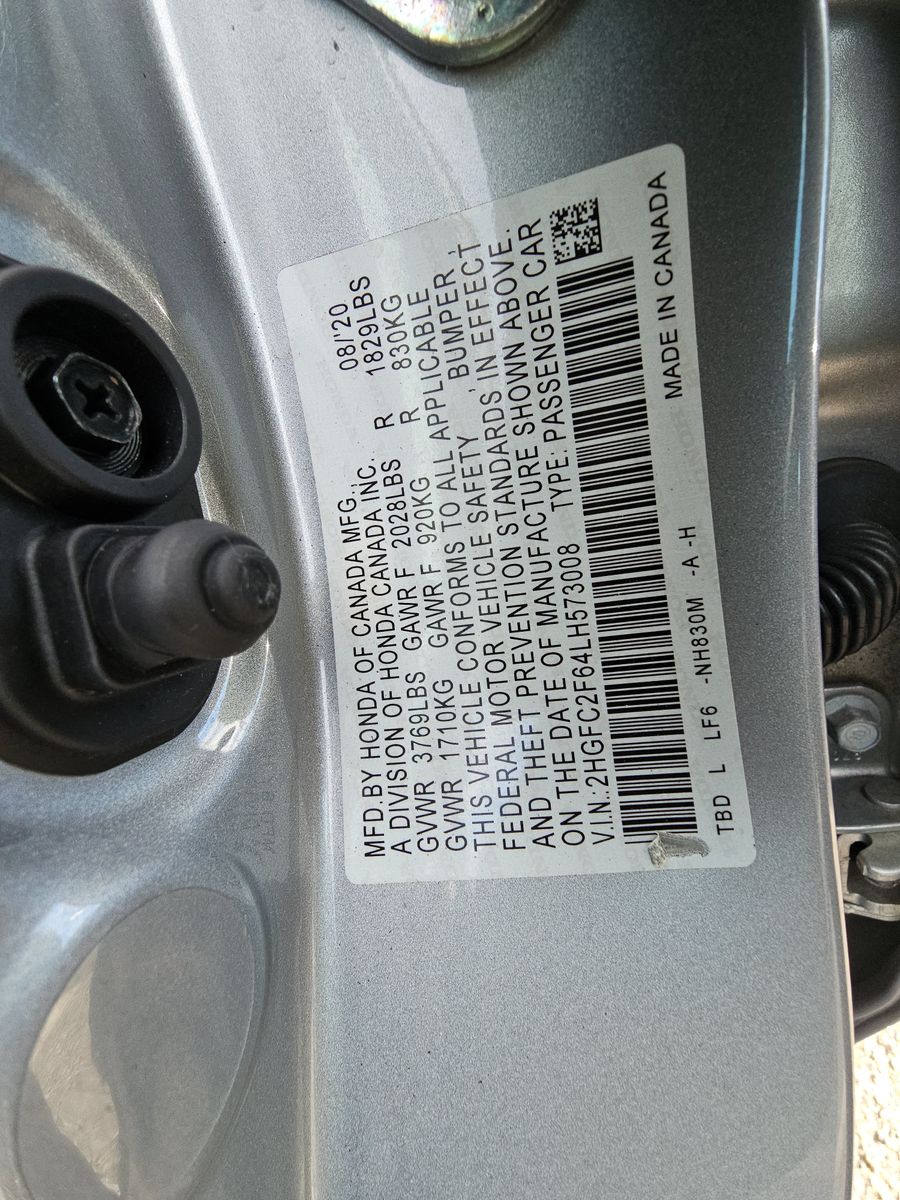 MFD.BY HONDA OF CANADA MFG., 08/'20
A DIVISION OF HONDA CANADA INC.
GVWR 3769LBS GAWR F 2028LBS R 1829LBS
GVWR 1710KG GAWR F 920KG R 830KG
THIS VEHICLE CONFORMS TO ALL APPLICABLE
FEDERAL MOTOR VEHICLE SAFETY, BUMPER,
AND THEFT PREVENTION STANDARDS, IN EFFECT
ON THE DATE OF MANUFACTURE SHOWN ABOVE.
V.I.N.:2HGFC2F64LH573008 TYPE: PASSENGER CAR
MADE IN CANADA
TBD L LF6 -NH830M -A -H